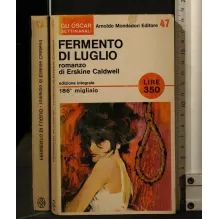 Gli OSCAR
SETTIMANALI
Arnoldo Mondadori Editore
47
FERMENTO
DI LUGLIO
romanzo
di Erskine Caldwell
edizione integrale
186° migliaio
LIRE
350